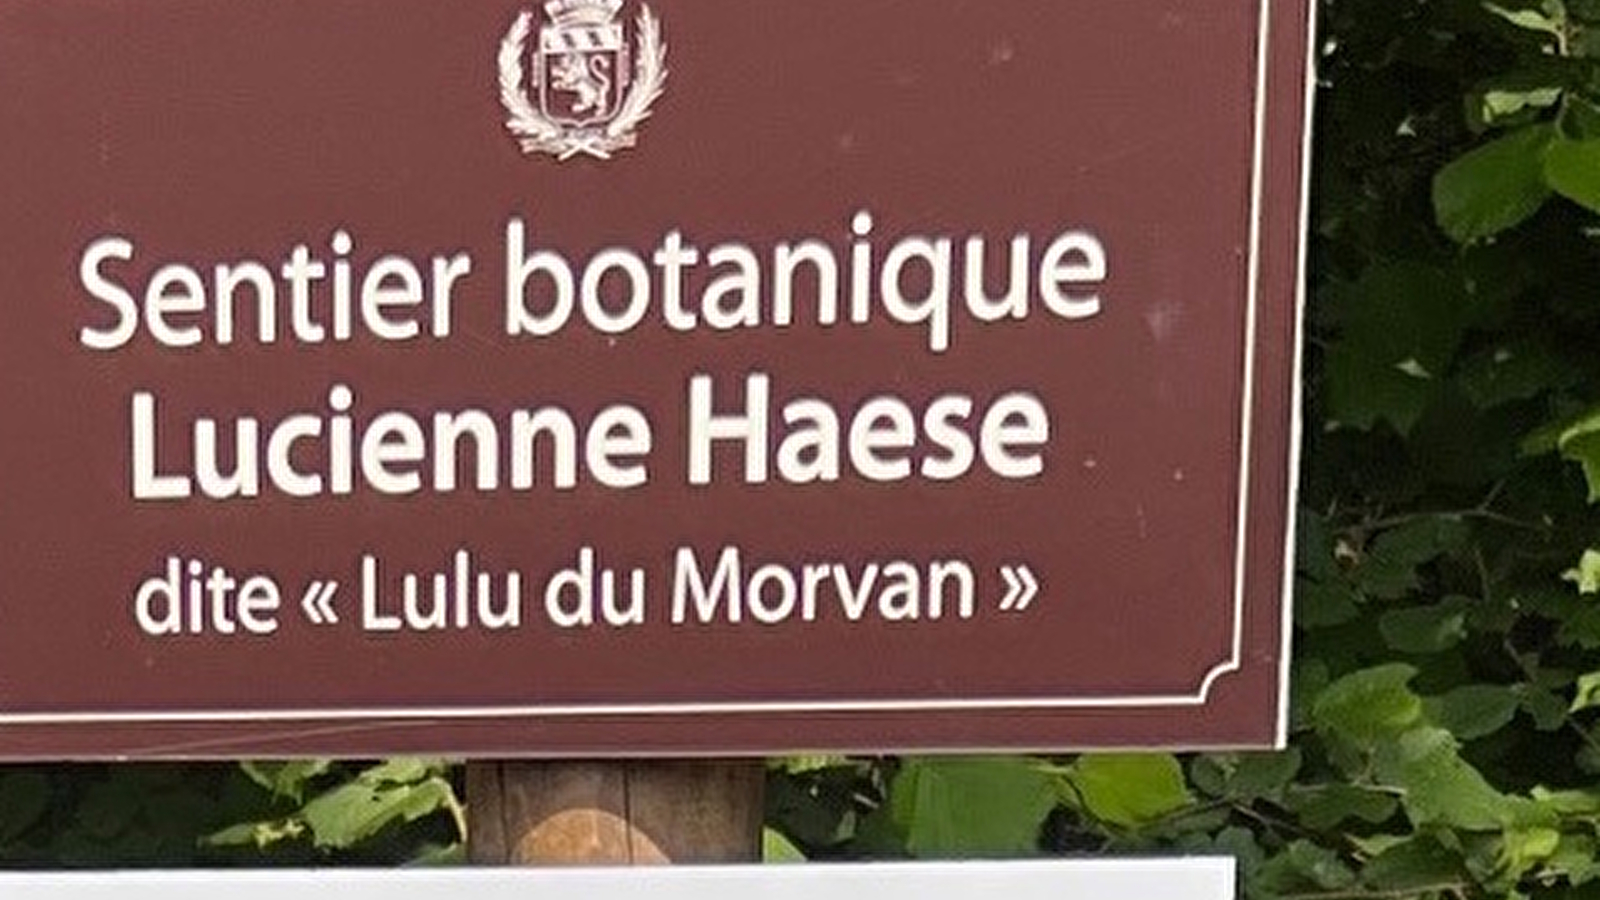 Sentier botanique
Lucienne Haese
dite « Lulu du Morvan »